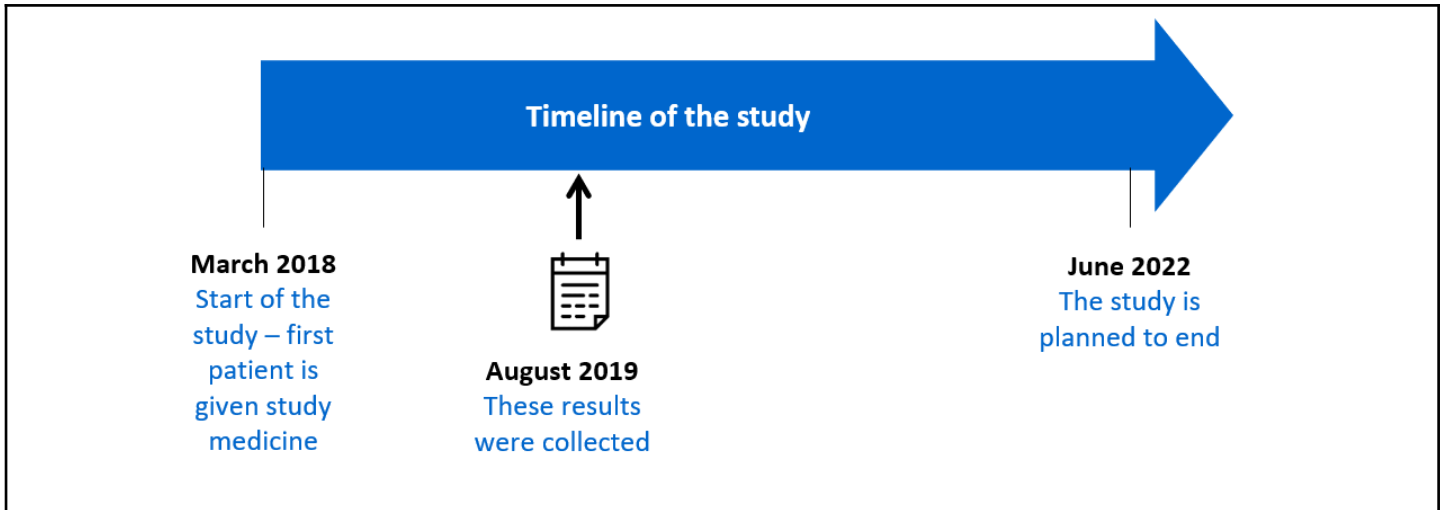 Timeline of the study
March 2018
Start of the
study – first
patient is
given study
medicine
August 2019
These results
were collected
June 2022
The study is
planned to end